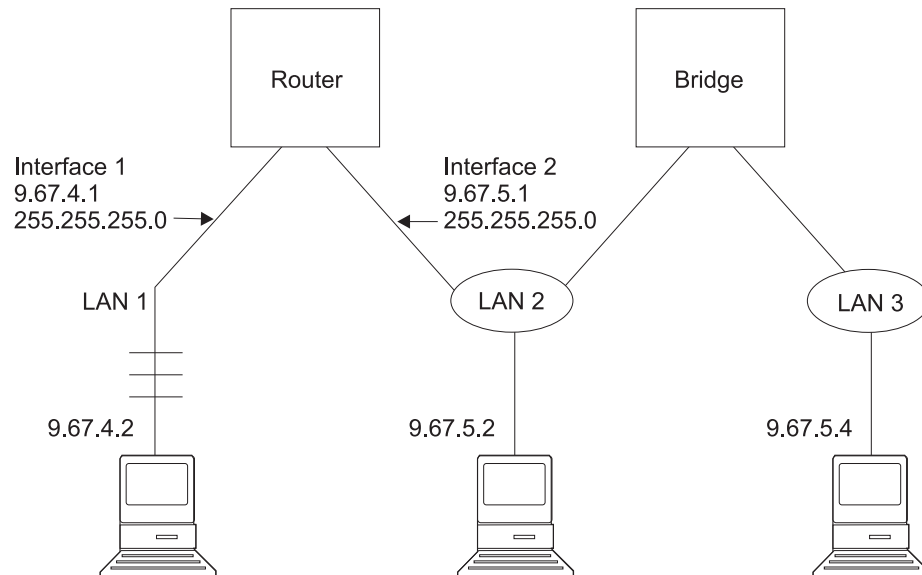 Router
Bridge
Interface 1
9.67.4.1
255.255.255.0
Interface 2
9.67.5.1
255.255.255.0
LAN 1
LAN 2
LAN 3
9.67.4.2
9.67.5.2
9.67.5.4